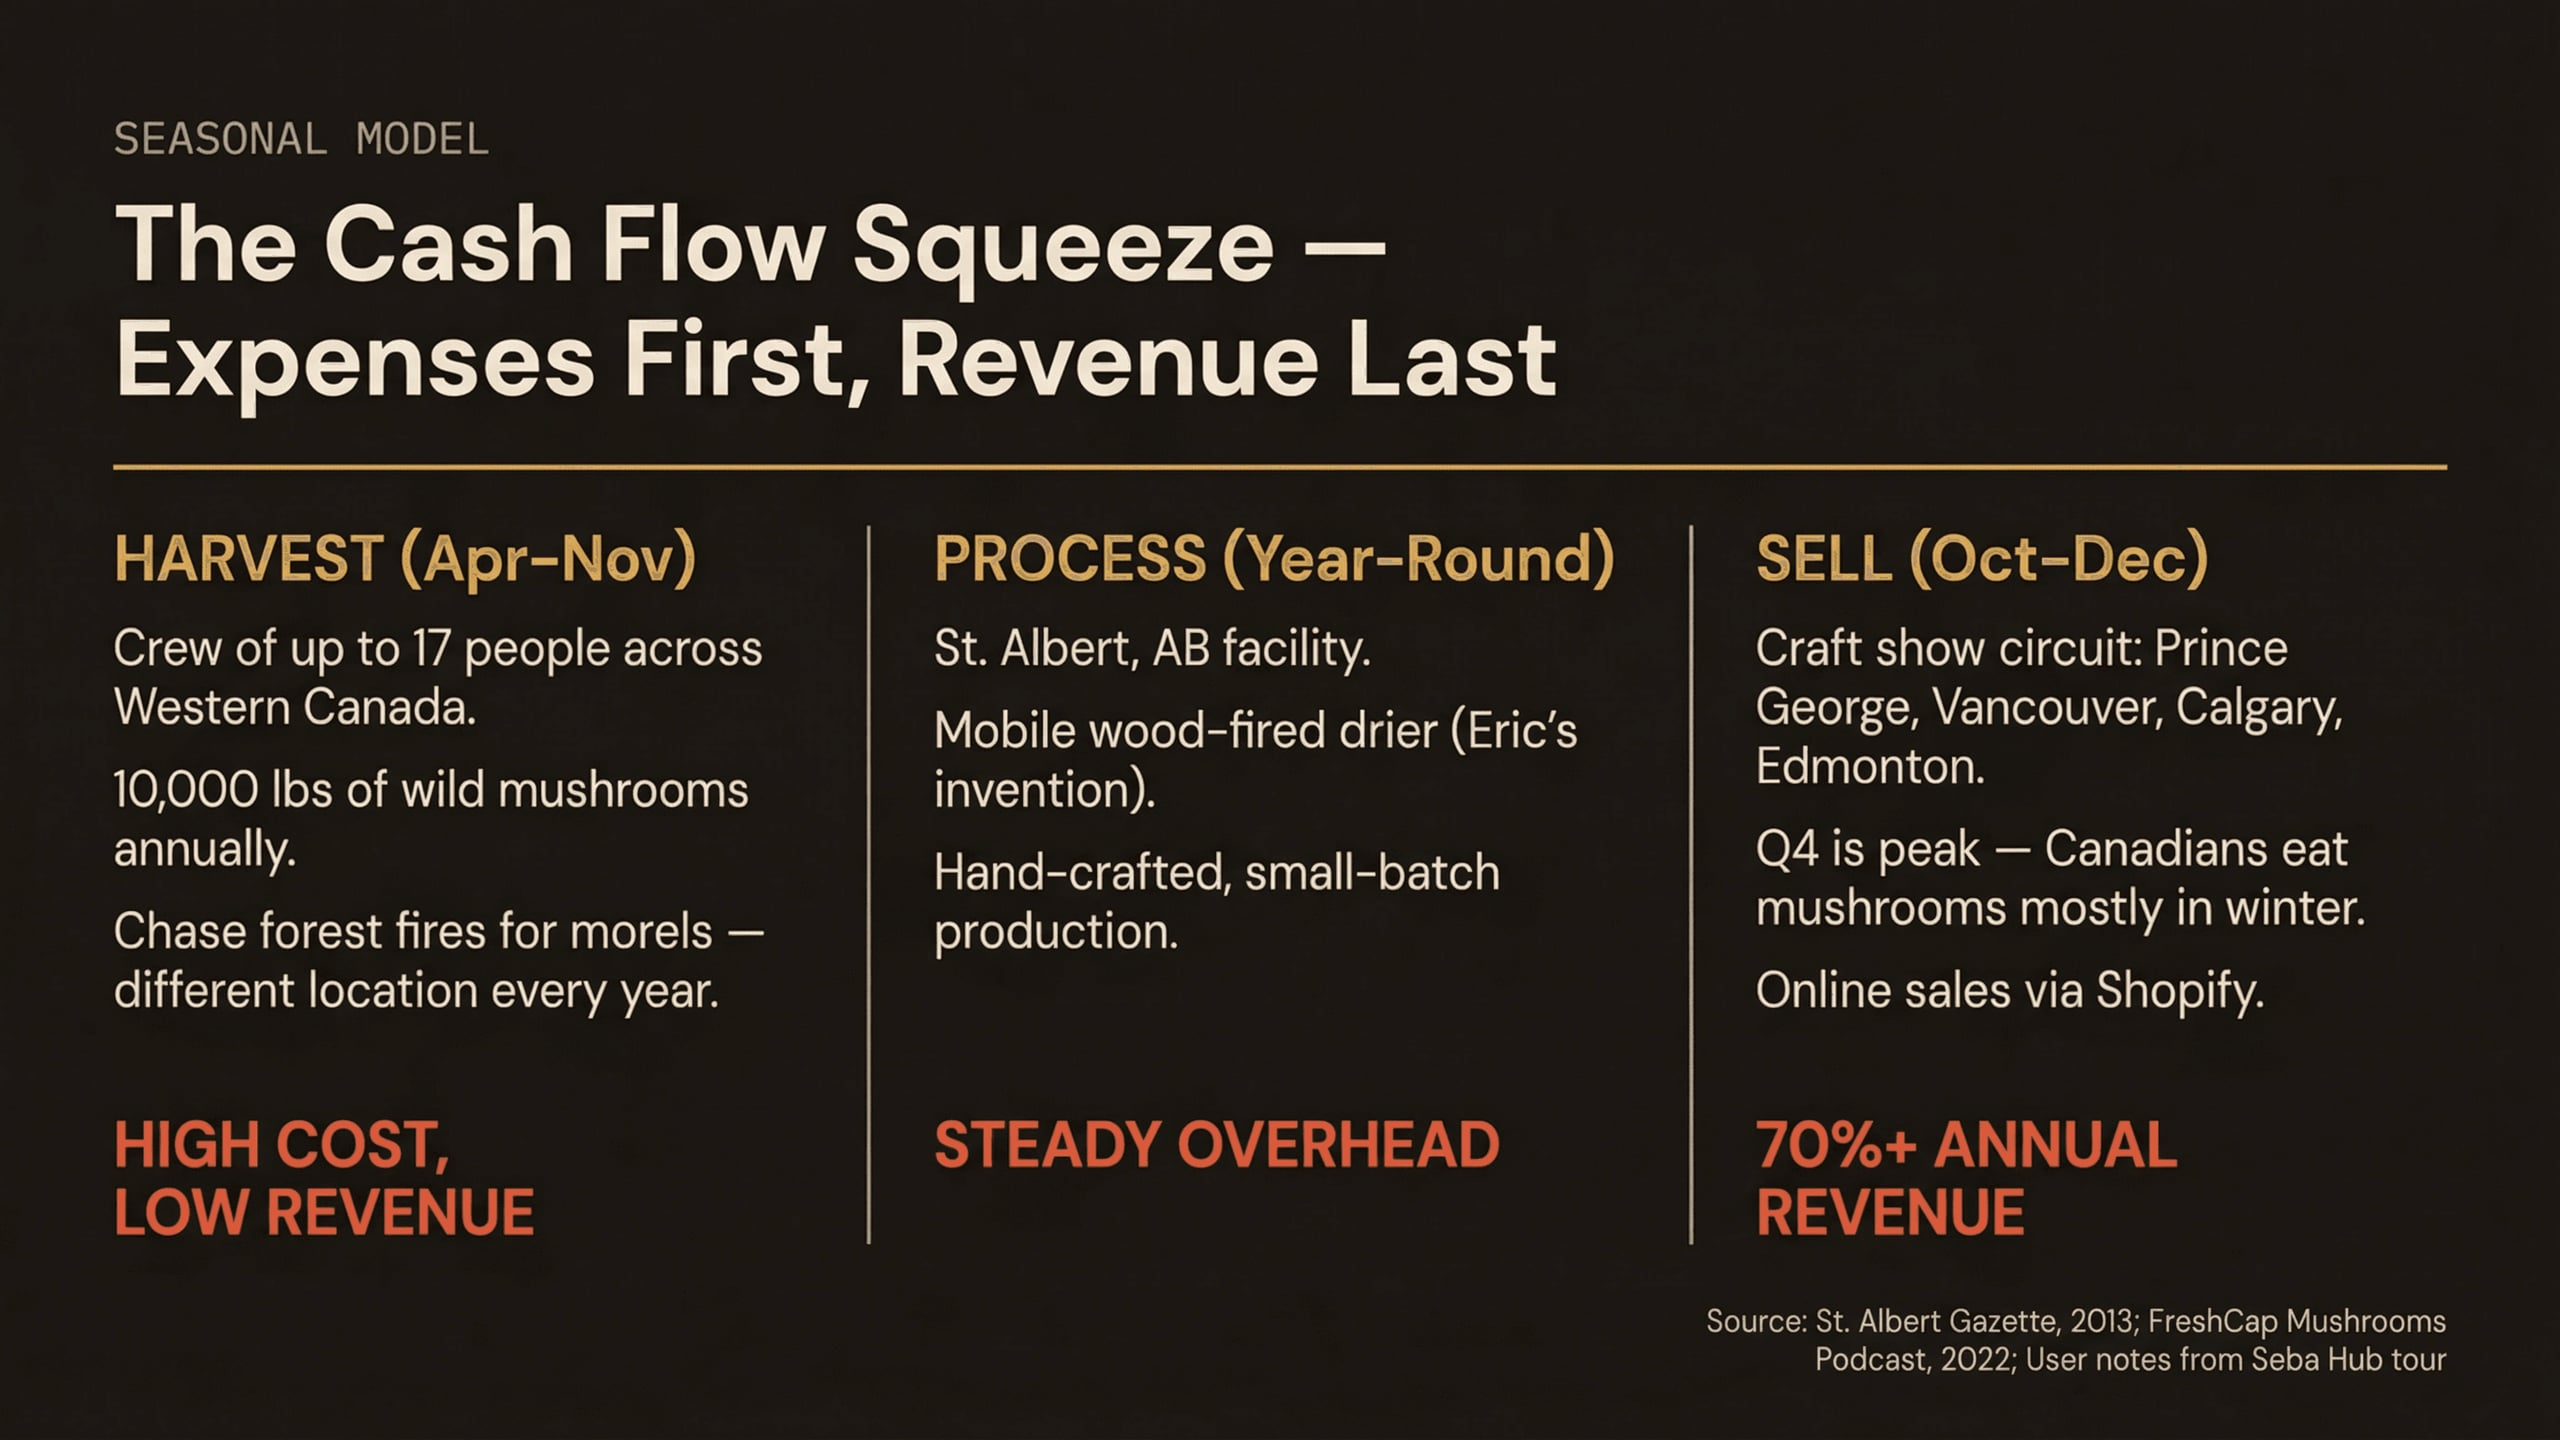 SEASONAL MODEL
The Cash Flow Squeeze —
Expenses First, Revenue Last
HARVEST (Apr–Nov)
Crew of up to 17 people across
Western Canada.
10,000 lbs of wild mushrooms
annually.
Chase forest fires for morels —
different location every year.
HIGH COST,
LOW REVENUE
PROCESS (Year-Round)
St. Albert, AB facility.
Mobile wood-fired drier (Eric’s
invention).
Hand-crafted, small-batch
production.
STEADY OVERHEAD
SELL (Oct–Dec)
Craft show circuit: Prince
George, Vancouver, Calgary,
Edmonton.
Q4 is peak — Canadians eat
mushrooms mostly in winter.
Online sales via Shopify.
70%+ ANNUAL
REVENUE
Source: St. Albert Gazette, 2013; FreshCap Mushrooms
Podcast, 2022; User notes from Seba Hub tour